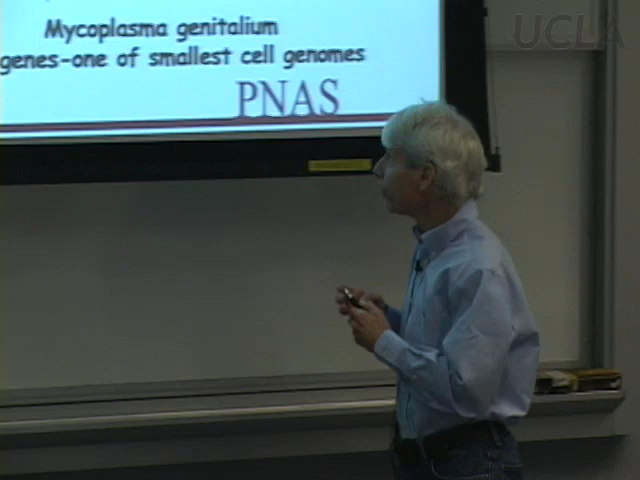 UCLA
Mycoplasma genitalium
genes-one of smallest cell genomes
PNAS